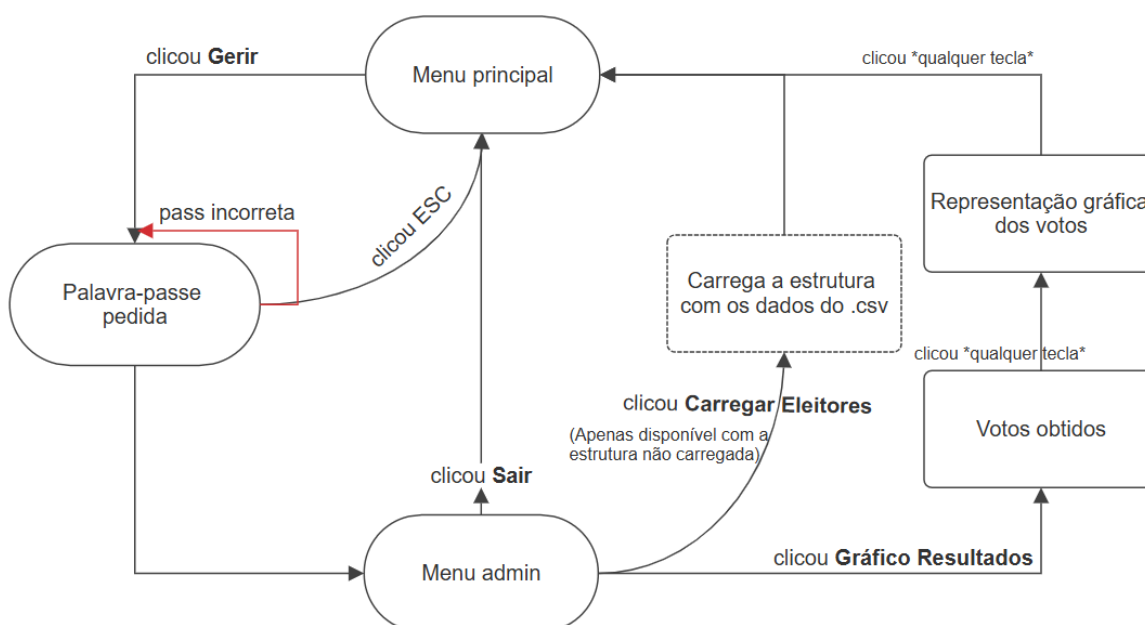 clicou Gerir
Menu principal
clicou *qualquer tecla*
pass incorreta
clicou ESC
Representação gráfica
dos votos
Palavra-passe
pedida
Carrega a estrutura
com os dados do .csv
clicou *qualquer tecla*
clicou Carregar Eleitores
(Apenas disponível com a
estrutura não carregada)
Votos obtidos
clicou Sair
Menu admin
clicou Gráfico Resultados